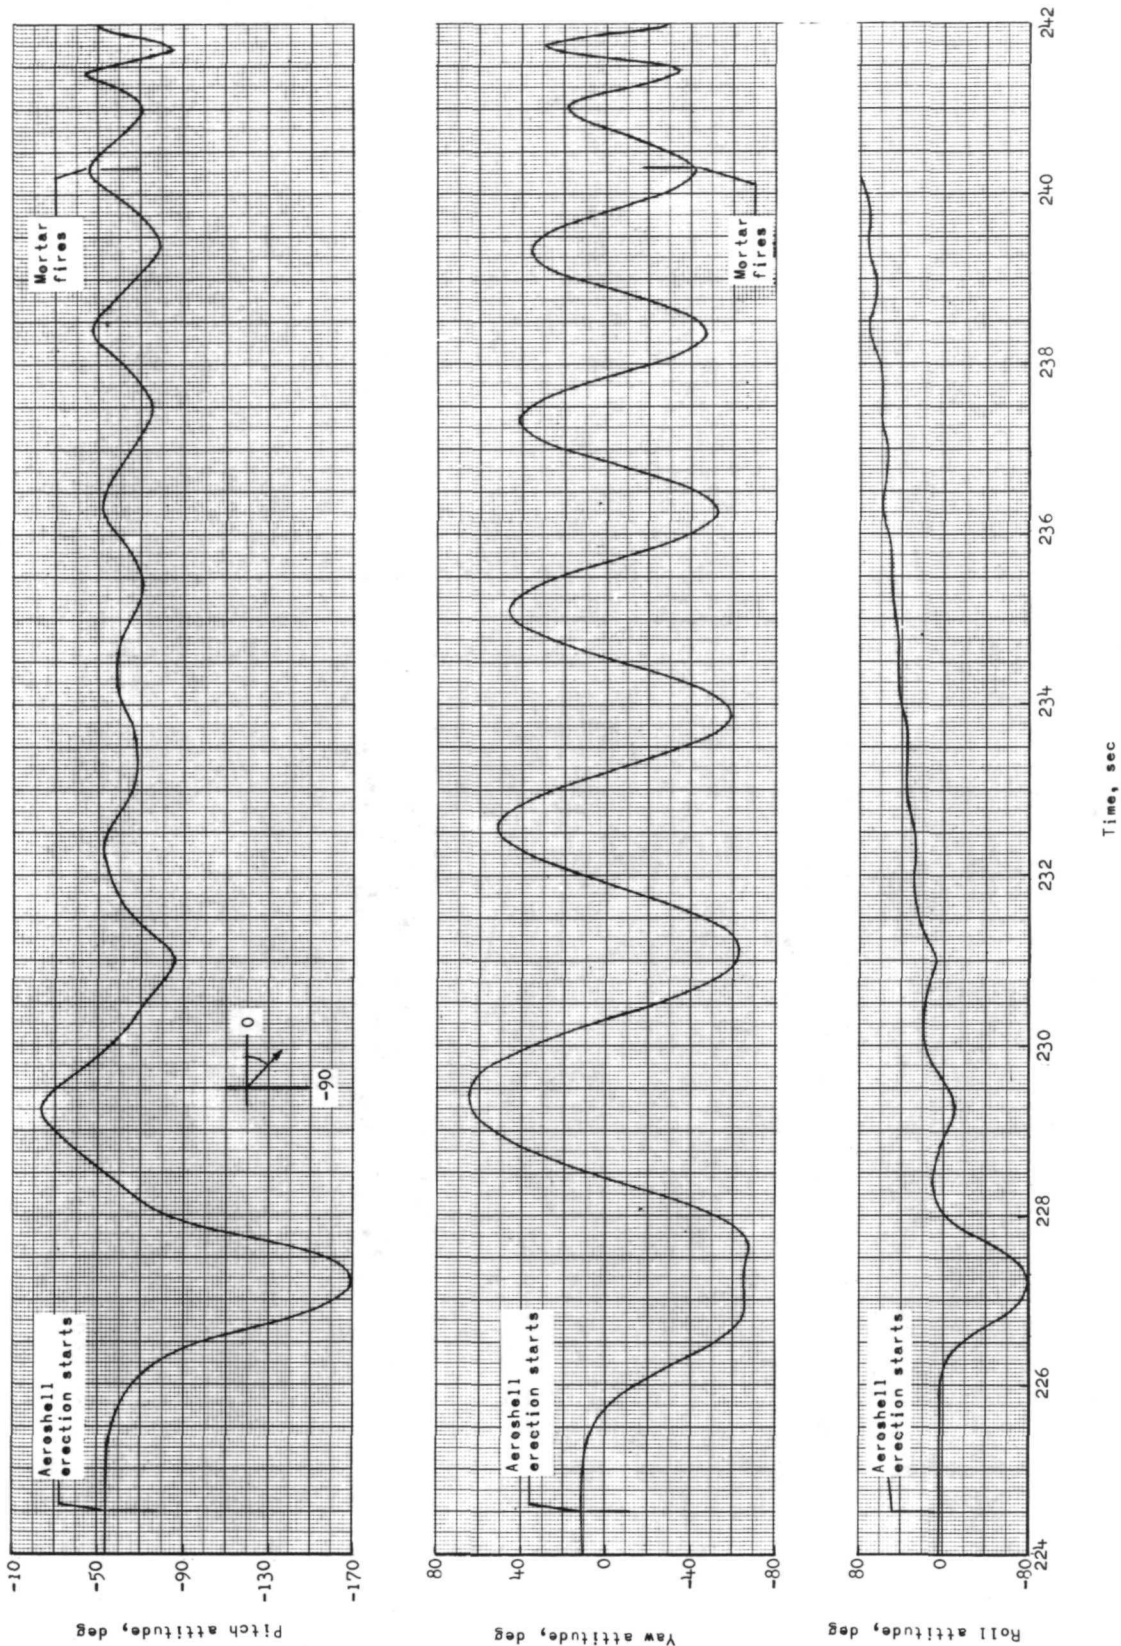 -10
-50
-90
-130
-170
Pitch attitude, deg
Aeroshell
erection starts
Mortar
fires
0
-90
80
40
0
-40
-80
Yaw attitude, deg
Aeroshell
erection starts
Mortar
fires
80
0
-80
Roll attitude, deg
Aeroshell
erection starts
224
226
228
230
232
234
236
238
240
242
Time, sec